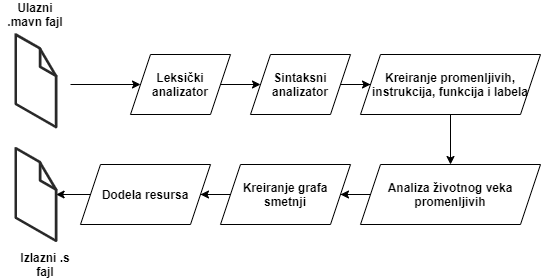 Ulazni
.mavn fajl
Leksički
analizator
Sintaksni
analizator
Kreiranje promenljivih,
instrukcija, funkcija i labela
Analiza životnog veka
promenljivih
Kreiranje grafa
smetnji
Dodela resursa
Izlazni .s
fajl